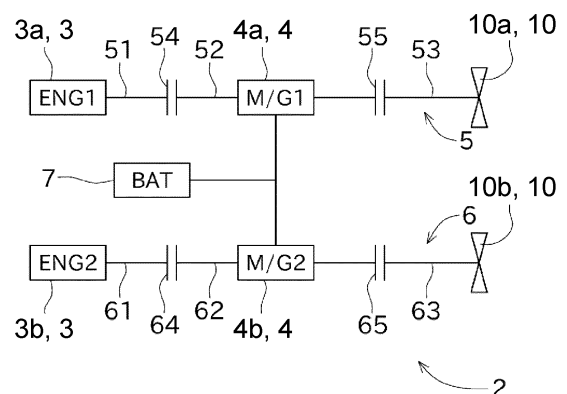 3a, 3 51 54 52 4a, 4 55 53 10a, 10
ENG1 M/G1
5
7 BAT
10b, 10
6
ENG2 M/G2
3b, 3 61 64 62 4b, 4 65 63
2